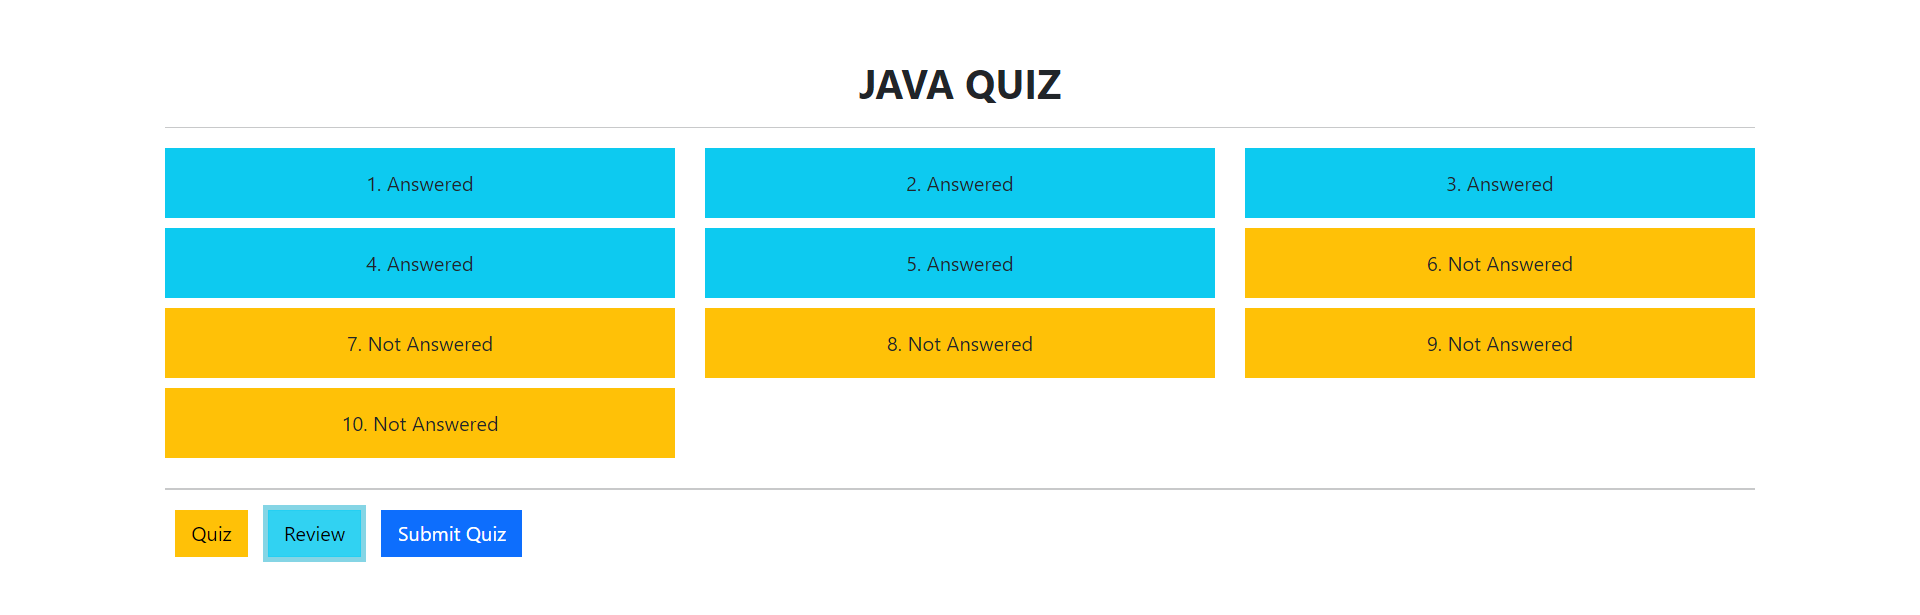 JAVA QUIZ
1. Answered
2. Answered
3. Answered
4. Answered
5. Answered
6. Not Answered
7. Not Answered
8. Not Answered
9. Not Answered
10. Not Answered
Quiz
Review
Submit Quiz